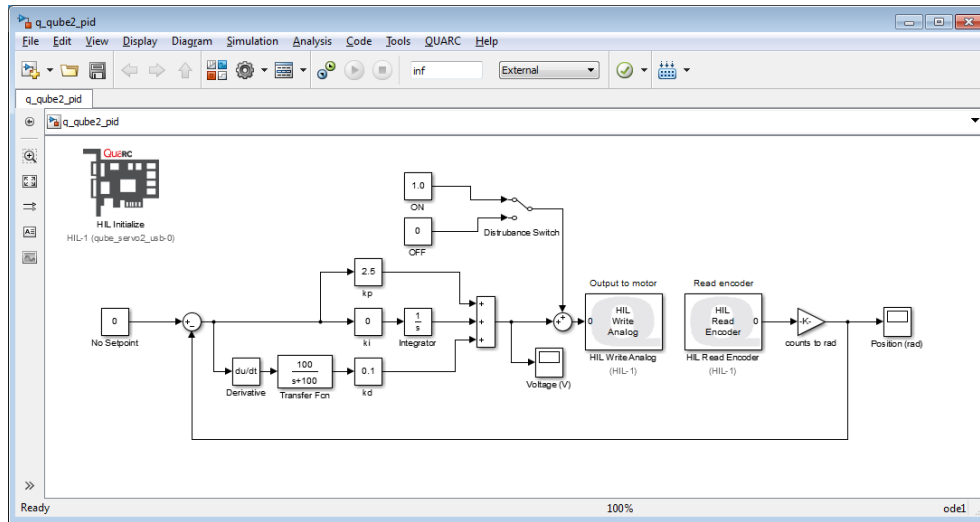 q_qube2_pid
File Edit View Display Diagram Simulation Analysis Code Tools QUARC Help
inf
External
q_qube2_pid
q_qube2_pid
QuaRC
HIL Initialize
HIL-1 (qube_servo2_usb-0)
1.0
ON
0
OFF
Distrubance Switch
2.5
kp
0
No Setpoint
0
ki
1
s
Integrator
du/dt
Derivative
100
s+100
Transfer Fcn
0.1
kd
Voltage (V)
Output to motor
0
HIL
Write
Analog
HIL Write Analog
(HIL-1)
Read encoder
HIL
Read
Encoder
0
HIL Read Encoder
(HIL-1)
-K-
counts to rad
Position (rad)
Ready
100%
ode1